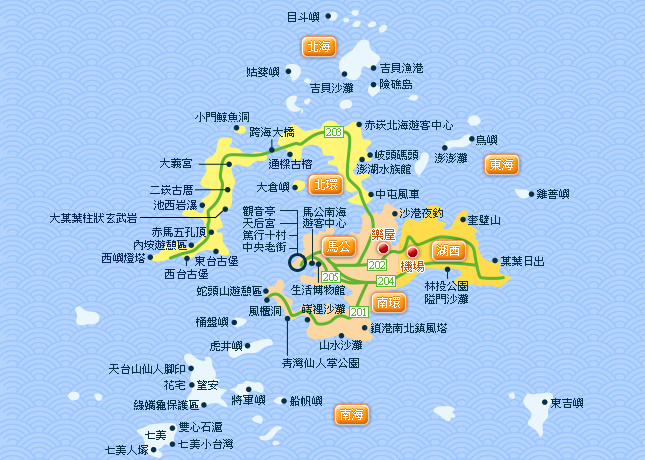 目斗嶼
北海
姑婆嶼
吉貝漁港
險礁島
吉貝沙灘
小門鯨魚洞
跨海大橋
203
赤崁北海遊客中心
鳥嶼
澎澎灘
東海
大義宮
通樑古榕
岐頭碼頭
澎湖水族館
二崁古厝
大倉嶼
北環
中屯風車
離善嶼
池西岩瀑
大菓葉柱狀玄武岩
觀音亭
天后宮
篤行十村
中央老街
馬公南海
遊客中心
沙港夜釣
奎壁山
赤馬五孔頂
內垵遊憩區
馬公
樂屋
湖西
西嶼燈塔
東台古堡
西台古堡
202
機場
菓葉日出
205
204
生活博物館
林投公園
隘門沙灘
蛇頭山遊憩區
風櫃洞
嵵裡沙灘
201
南環
桶盤嶼
鎖港南北鎮風塔
虎井嶼
山水沙灘
青灣仙人掌公園
天台山仙人腳印
花宅
望安
綠蠵龜保護區
將軍嶼
船帆嶼
東吉嶼
南海
七美
雙心石滬
七美小台灣
七美人塚